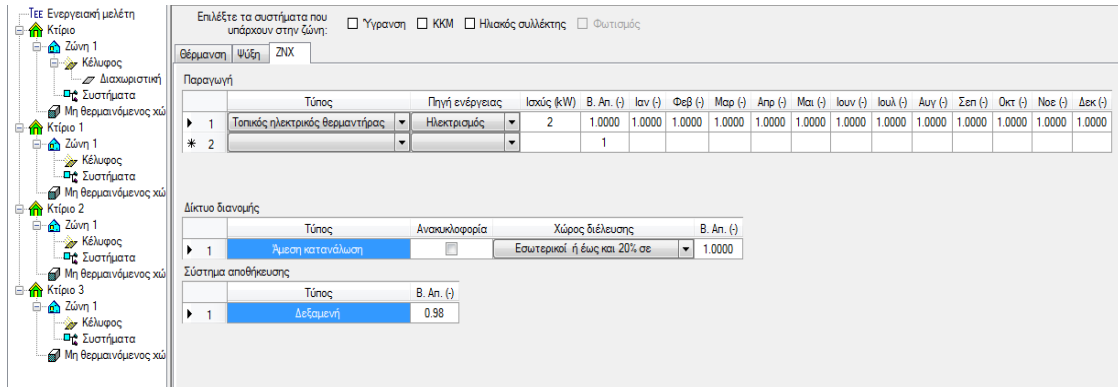 ΤΕΕ Ενεργειακή μελέτη
Κτίριο
Ζώνη 1
Κέλυφος
Διαχωριστική
Συστήματα
Μη θερμαινόμενος χώ
Κτίριο 1
Ζώνη 1
Κέλυφος
Συστήματα
Μη θερμαινόμενος χώ
Κτίριο 2
Ζώνη 1
Κέλυφος
Συστήματα
Μη θερμαινόμενος χώ
Κτίριο 3
Ζώνη 1
Κέλυφος
Συστήματα
Μη θερμαινόμενος χώ
Επιλέξτε τα συστήματα που
υπάρχουν στην ζώνη:
Ύγρανση ΚΚΜ Ηλιακός συλλέκτης Φωτισμός
Θέρμανση Ψύξη ΖΝΧ
Παραγωγή
Τύπος Πηγή ενέργειας Ισχύς (kW) Β. Απ. (-) Ιαν (-) Φεβ (-) Μαρ (-) Απρ (-) Μαι (-) Ιουν (-) Ιουλ (-) Αυγ (-) Σεπ (-) Οκτ (-) Νοε (-) Δεκ (-)
1 Τοπικός ηλεκτρικός θερμαντήρας Ηλεκτρισμός 2 1.0000 1.0000 1.0000 1.0000 1.0000 1.0000 1.0000 1.0000 1.0000 1.0000 1.0000 1.0000 1.0000
* 2 1
Δίκτυο διανομής
Τύπος Ανακυκλοφορία Χώρος διέλευσης Β. Απ. (-)
1 Άμεση κατανάλωση Εσωτερικοί ή έως και 20% σε 1.0000
Σύστημα αποθήκευσης
Τύπος Β. Απ. (-)
1 Δεξαμενή 0.98